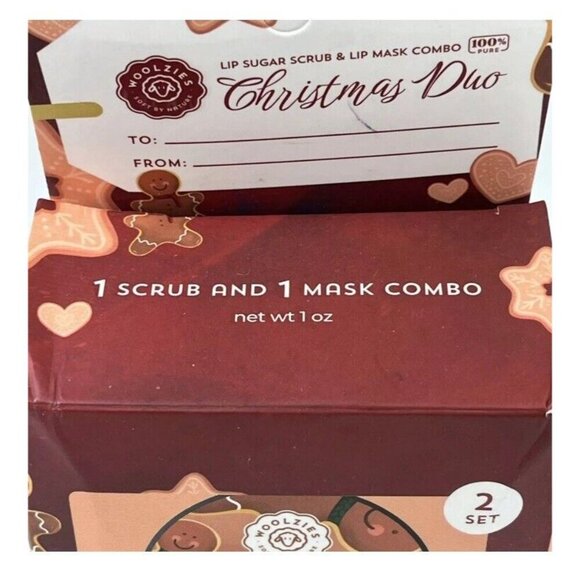 LIP SUGAR SCRUB & LIP MASK COMBO
100%
PURE
WOOLZIES
SOFT BY NATURE
Christmas Duo
TO:
FROM:
1 SCRUB AND 1 MASK COMBO
net wt 1 oz
2
SET
WOOLZIES